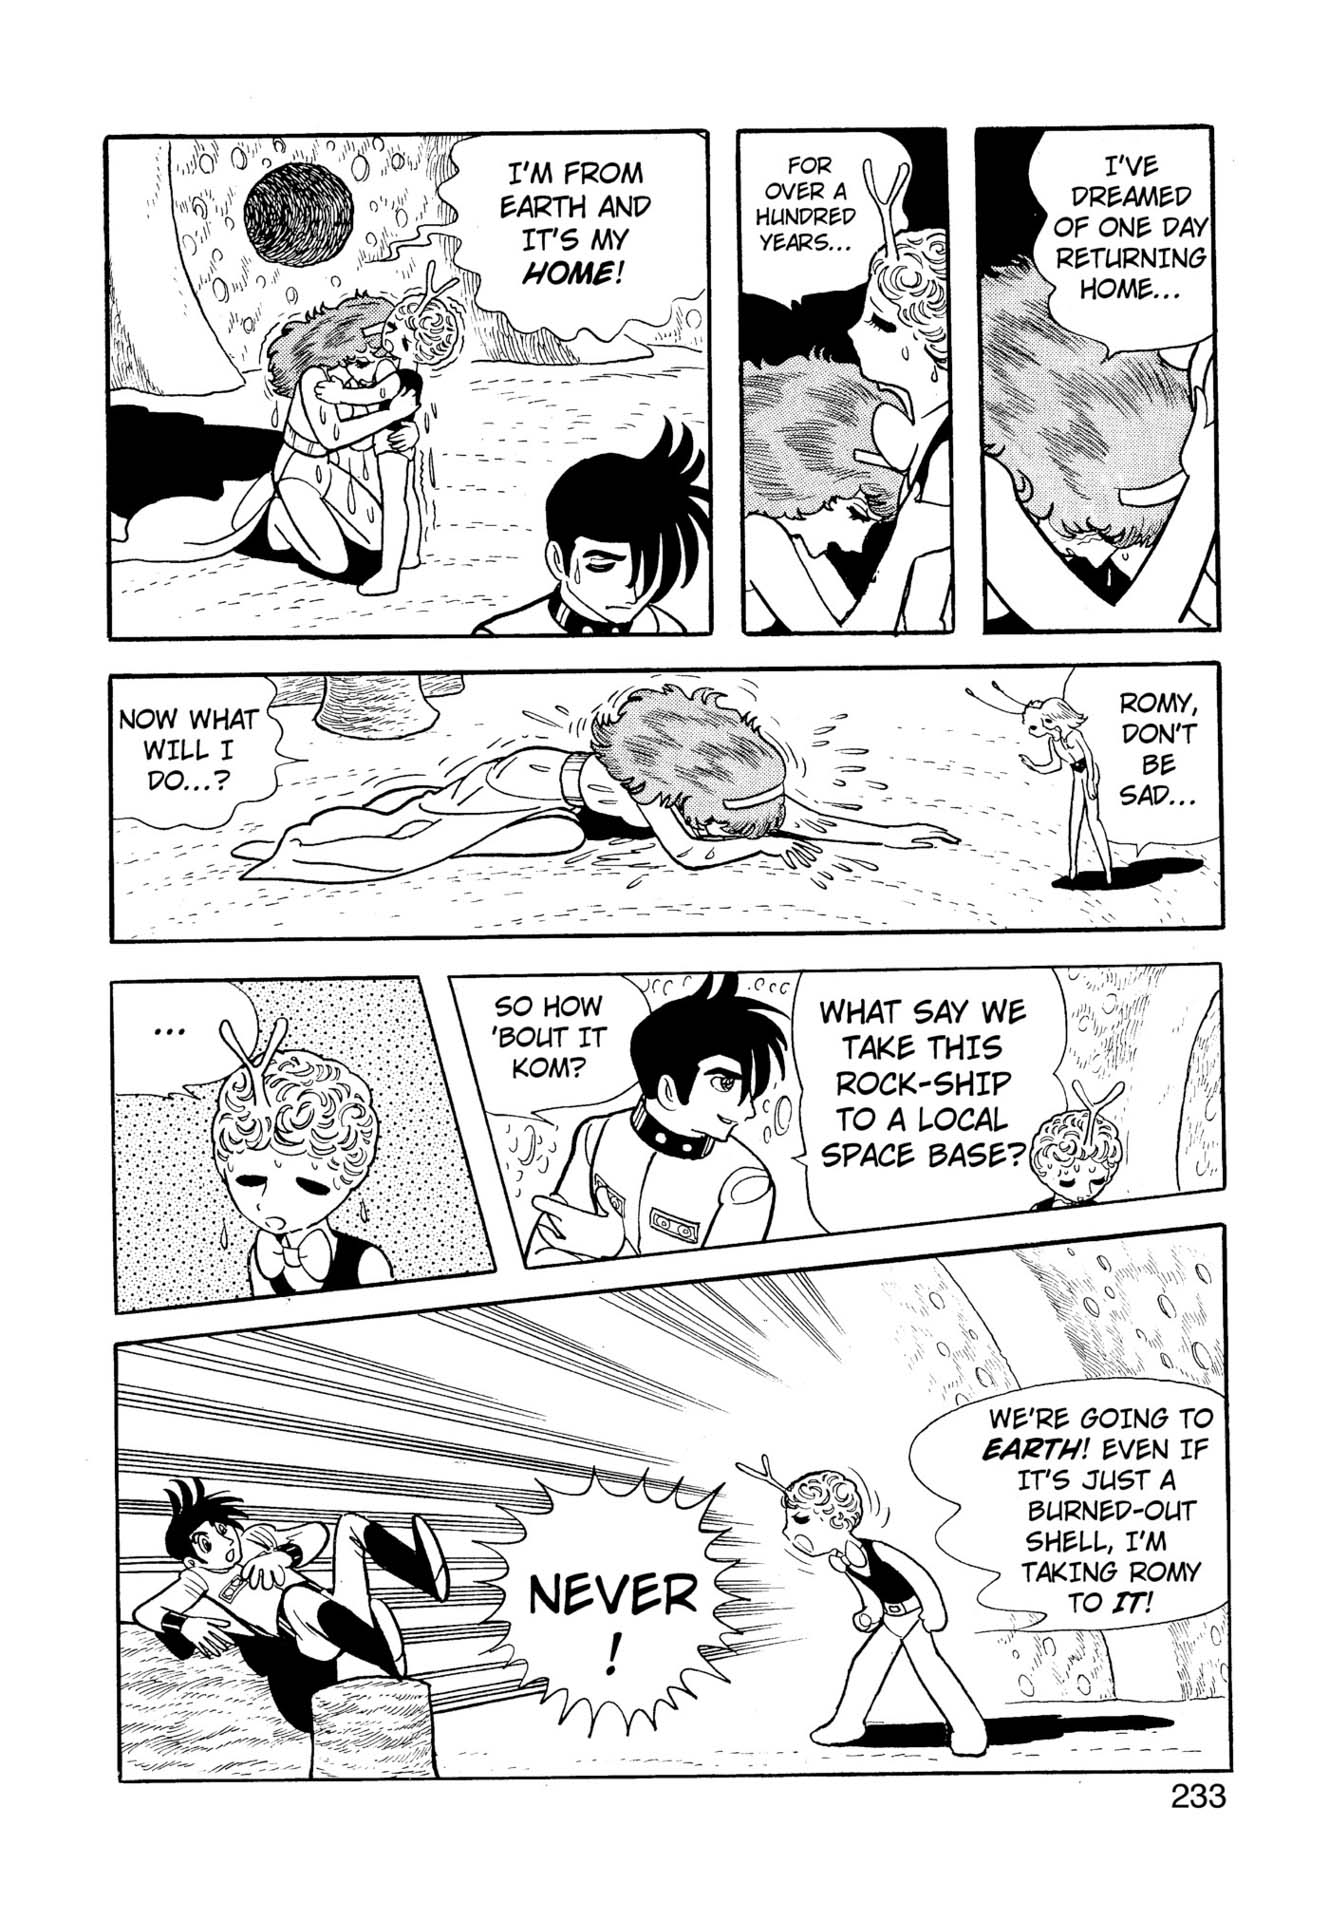 I'M FROM
EARTH AND
IT'S MY
HOME!
FOR
OVER A
HUNDRED
YEARS...
I'VE
DREAMED
OF ONE DAY
RETURNING
HOME...
NOW WHAT
WILL I
DO...?
ROMY,
DON'T
BE
SAD...
...
SO HOW
'BOUT IT
KOM?
WHAT SAY WE
TAKE THIS
ROCK-SHIP
TO A LOCAL
SPACE BASE?
NEVER
!
WE'RE GOING TO
EARTH! EVEN IF
IT'S JUST A
BURNED-OUT
SHELL, I'M
TAKING ROMY
TO IT!
233